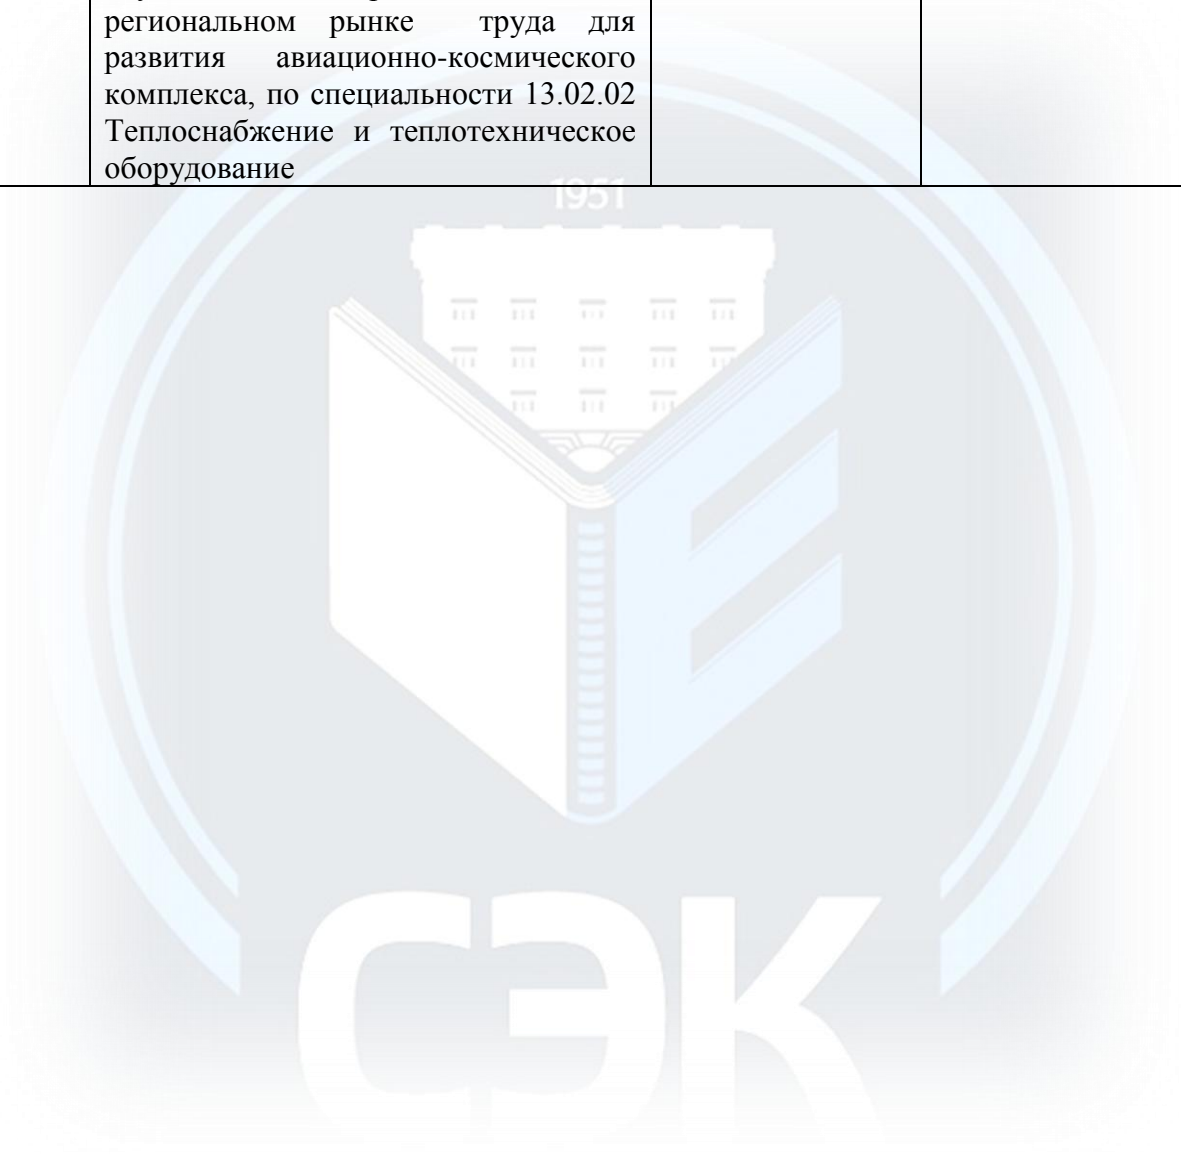 региональном рынке труда для
развития авиационно-космического
комплекса, по специальности 13.02.02
Теплоснабжение и теплотехническое
оборудование
1951
СЭК